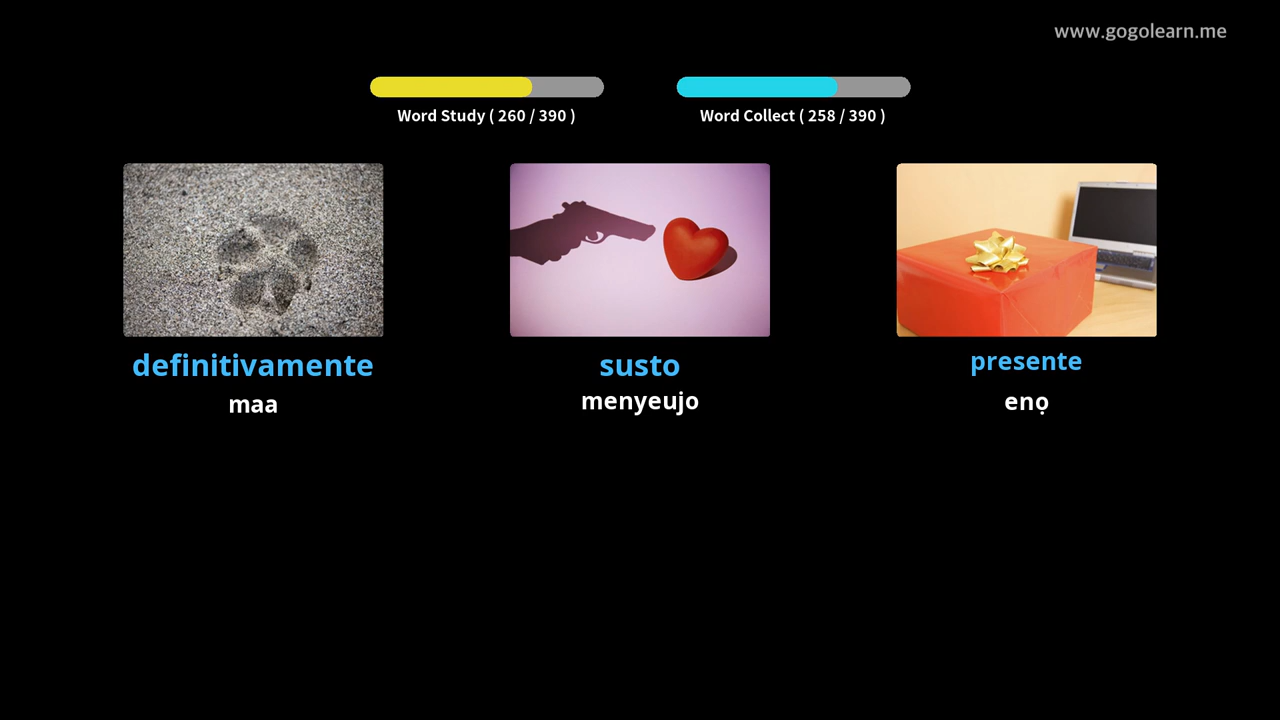 www.gogolearn.me
Word Study ( 260 / 390 )
Word Collect ( 258 / 390 )
definitivamente
maa
susto
menyeujo
presente
enọ